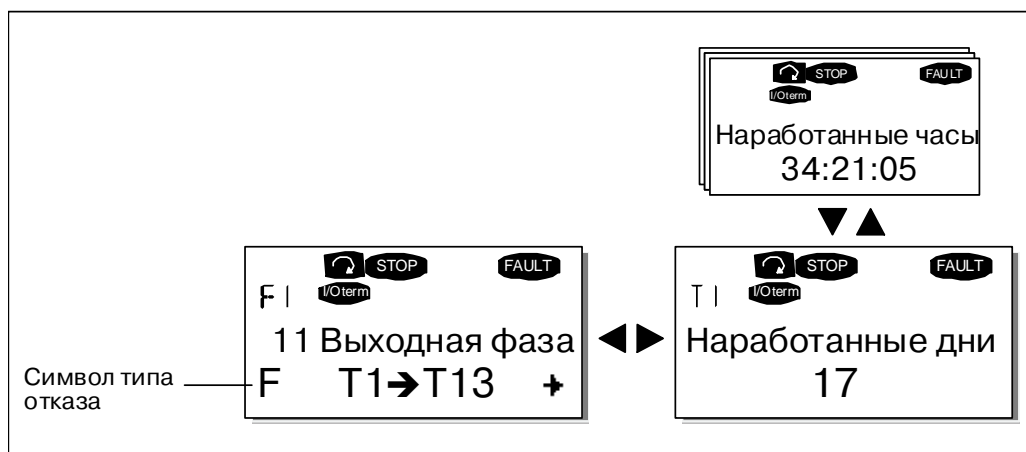 STOP FAULT
I/Oterm
Наработанные часы
34:21:05
STOP FAULT
F1 I/Oterm
11 Выходная фаза
F T1➔T13
Символ типа
отказа
STOP FAULT
T1 I/Oterm
Наработанные дни
17